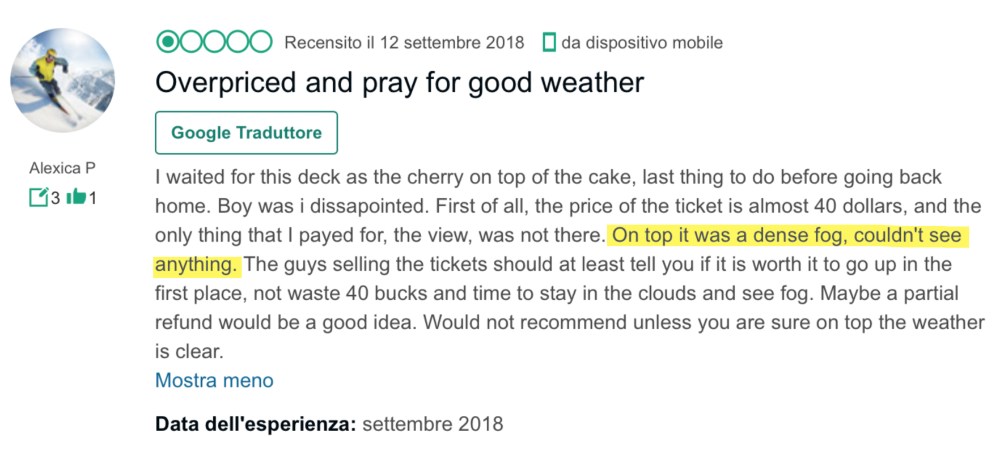 Recensito il 12 settembre 2018 da dispositivo mobile
Overpriced and pray for good weather
Google Traduttore
Alexica P
3 1
I waited for this deck as the cherry on top of the cake, last thing to do before going back
home. Boy was i dissapointed. First of all, the price of the ticket is almost 40 dollars, and the
only thing that I payed for, the view, was not there. On top it was a dense fog, couldn't see
anything. The guys selling the tickets should at least tell you if it is worth it to go up in the
first place, not waste 40 bucks and time to stay in the clouds and see fog. Maybe a partial
refund would be a good idea. Would not recommend unless you are sure on top the weather
is clear.
Mostra meno
Data dell'esperienza: settembre 2018